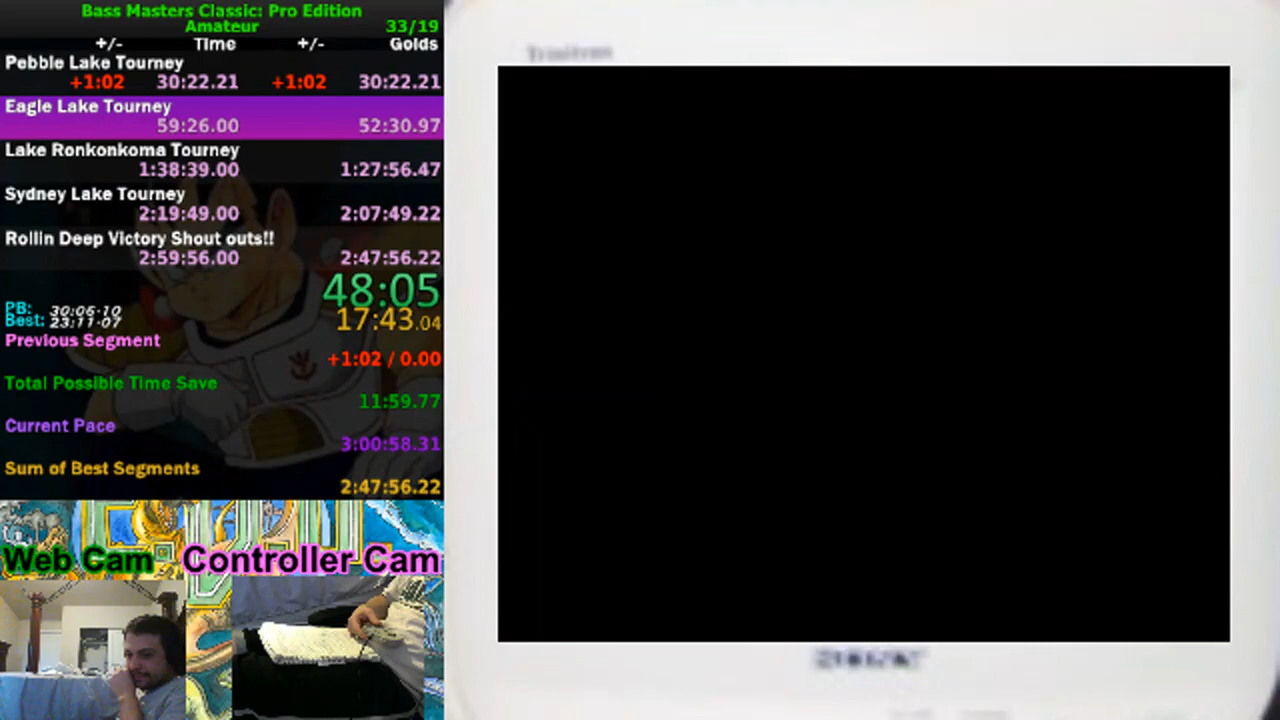 Bass Masters Classic: Pro Edition
Amateur 33/19
+/- Time +/- Golds
Pebble Lake Tourney
+1:02 30:22.21 +1:02 30:22.21
Eagle Lake Tourney
59:26.00 52:30.97
Lake Ronkonkoma Tourney
1:38:39.00 1:27:56.47
Sydney Lake Tourney
2:19:49.00 2:07:49.22
Rollin Deep Victory Shout outs!!
2:59:56.00 2:47:56.22
48:05
PB: 30:06.10
Best: 23:11.07
17:43.04
Previous Segment
+1:02 / 0.00
Total Possible Time Save
11:59.77
Current Pace
3:00:58.31
Sum of Best Segments
2:47:56.22
Web Cam Controller Cam